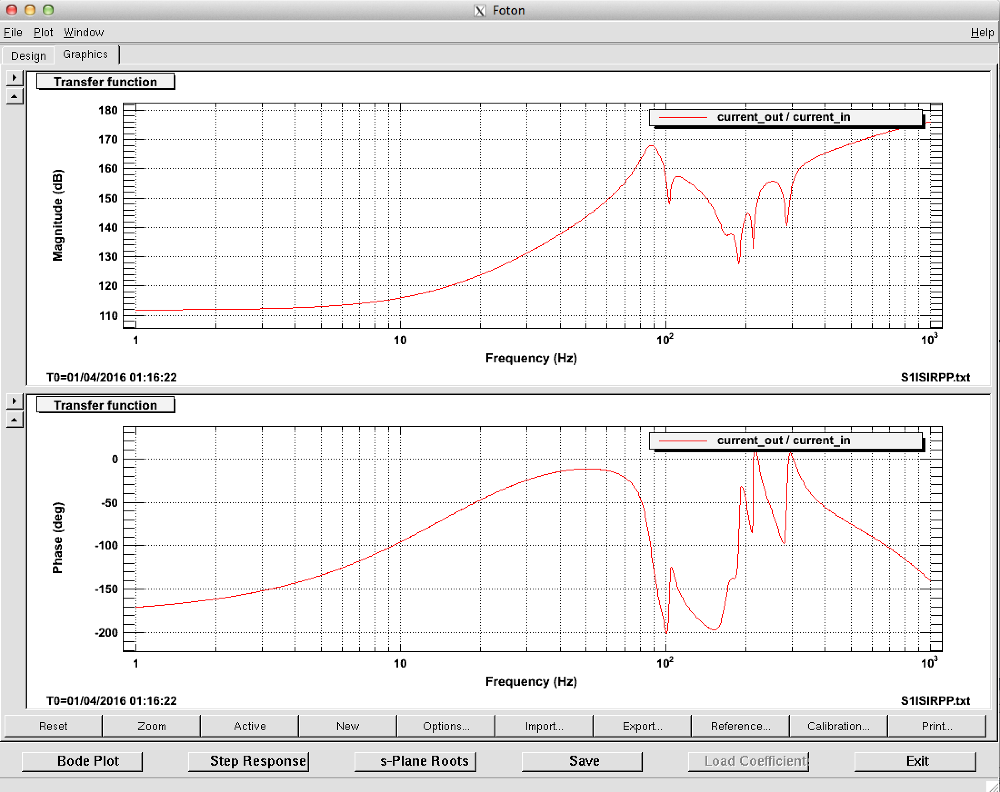 Foton
File Plot Window Help
Design Graphics
Transfer function
current_out / current_in
180
170
160
150
140
130
120
110
Magnitude (dB)
1 10 10² 10³
Frequency (Hz)
T0=01/04/2016 01:16:22 S1ISIRPP.txt
Transfer function
current_out / current_in
0
-50
-100
-150
-200
Phase (deg)
1 10 10² 10³
Frequency (Hz)
T0=01/04/2016 01:16:22 S1ISIRPP.txt
Reset Zoom Active New Options... Import... Export... Reference... Calibration... Print...
Bode Plot Step Response s-Plane Roots Save Load Coefficient Exit